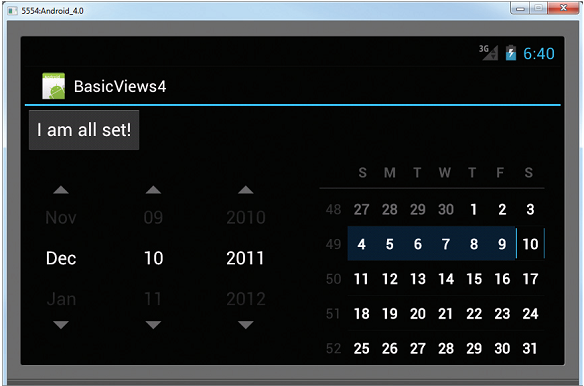 5554:Android_4.0
3G 6:40
BasicViews4
I am all set!
S M T W T F S
Nov 09 2010
48 27 28 29 30 1 2 3
Dec 10 2011
49 4 5 6 7 8 9 10
50 11 12 13 14 15 16 17
Jan 11 2012
51 18 19 20 21 22 23 24
52 25 26 27 28 29 30 31